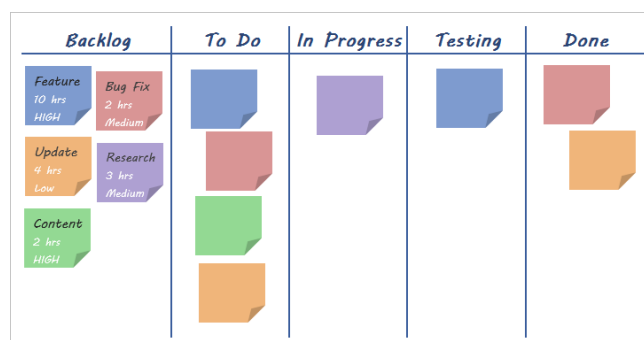 Backlog
To Do
In Progress
Testing
Done
Feature
10 hrs
HIGH
Bug Fix
2 hrs
Medium
Update
4 hrs
Low
Research
3 hrs
Medium
Content
2 hrs
HIGH